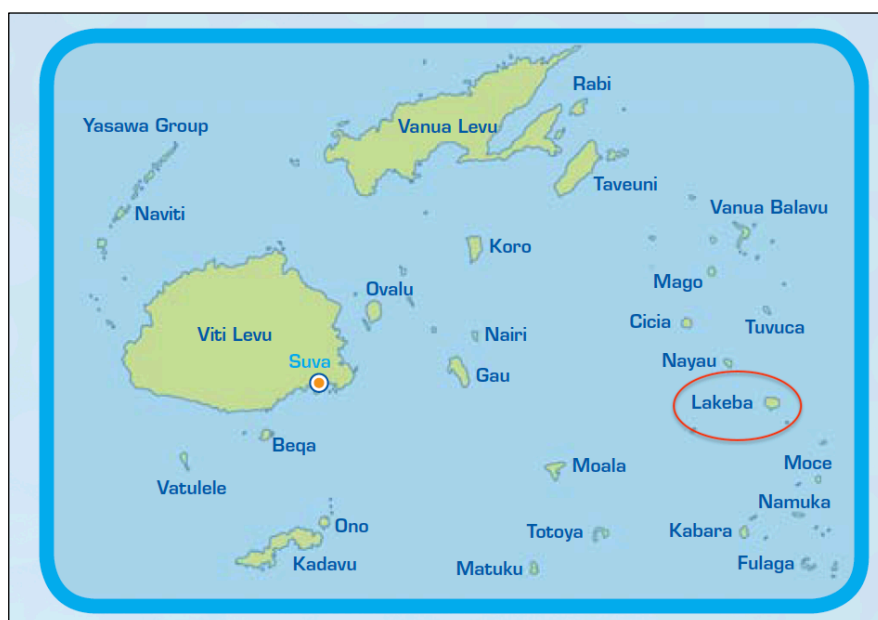 Rabi
Yasawa Group
Vanua Levu
Taveuni
Naviti
Vanua Balavu
Koro
Mago
Ovalu
Cicia
Tuvuca
Viti Levu
Nairi
Suva
Nayau
Gau
Lakeba
Beqa
Moala
Moce
Vatulele
Namuka
Ono
Totoya
Kabara
Kadavu
Matuku
Fulaga